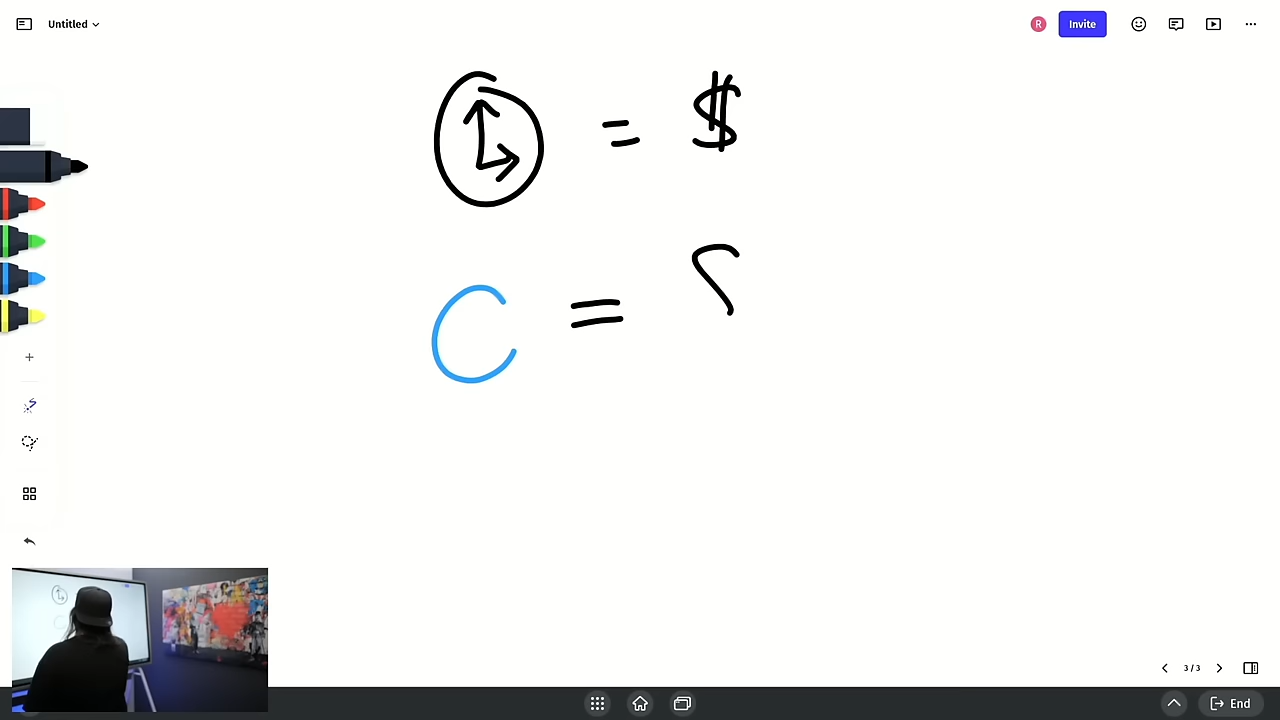 Untitled
R
Invite
= $
C =
3 / 3
End